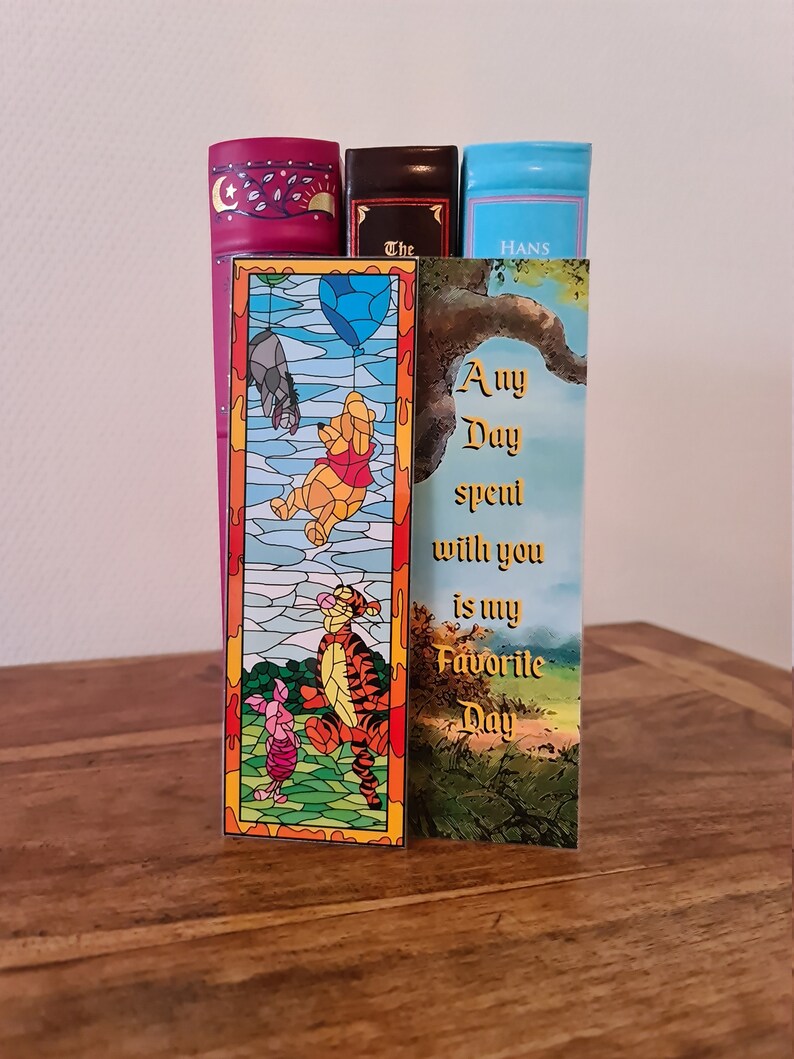 The
HANS
Any
Day
spent
with you
is my
Favorite
Day